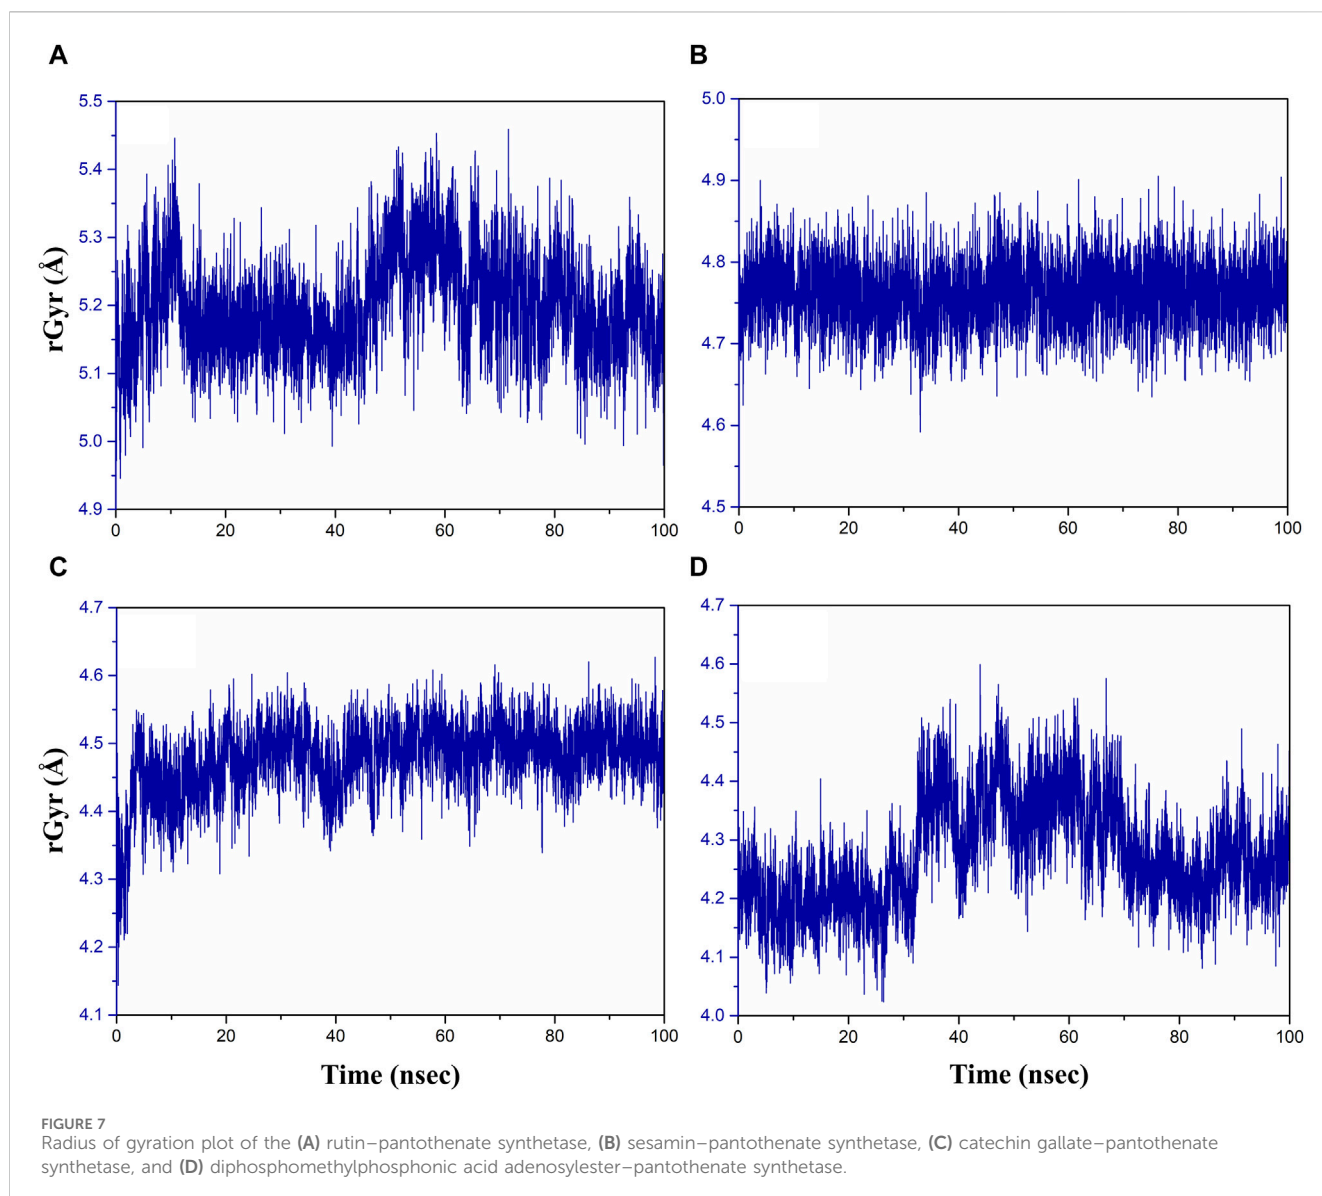 A
B
5.5
5.4
5.3
5.2
5.1
5.0
4.9
rGyr (Å)
0 20 40 60 80 100
5.0
4.9
4.8
4.7
4.6
4.5
0 20 40 60 80 100
C
D
4.7
4.6
4.5
4.4
4.3
4.2
4.1
rGyr (Å)
0 20 40 60 80 100
Time (nsec)
4.7
4.6
4.5
4.4
4.3
4.2
4.1
4.0
0 20 40 60 80 100
Time (nsec)
FIGURE 7
Radius of gyration plot of the (A) rutin–pantothenate synthetase, (B) sesamin–pantothenate synthetase, (C) catechin gallate–pantothenate
synthetase, and (D) diphosphomethylphosphonic acid adenosylester–pantothenate synthetase.